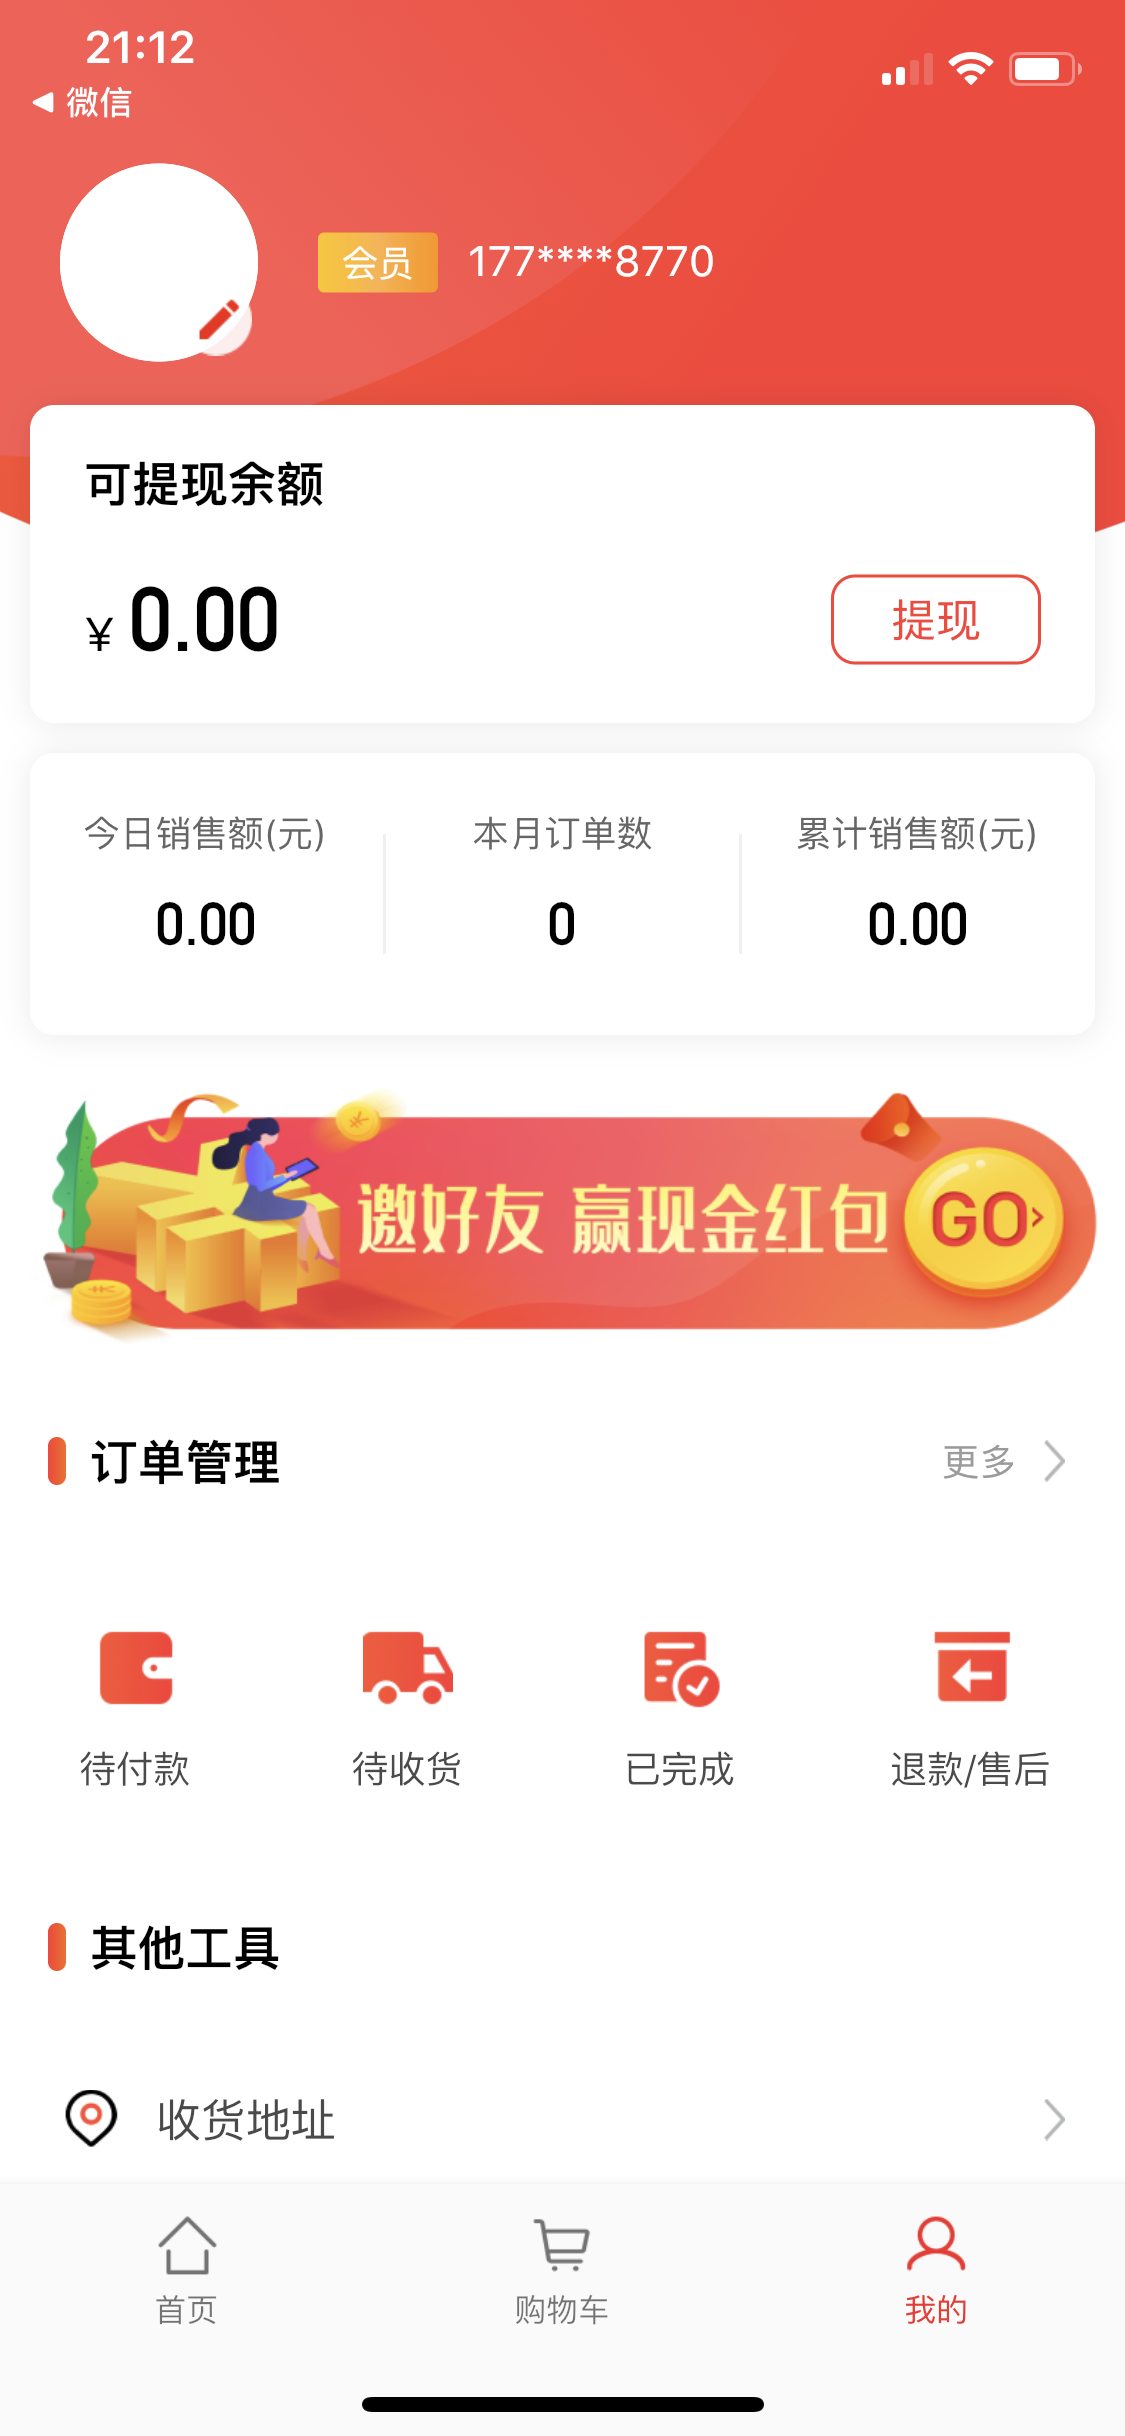 21:12
微信
会员 177****8770
可提现余额
¥ 0.00
提现
今日销售额(元) 本月订单数 累计销售额(元)
0.00 0 0.00
邀好友 赢现金红包 GO
订单管理 更多
待付款 待收货 已完成 退款/售后
其他工具
收货地址
首页 购物车 我的